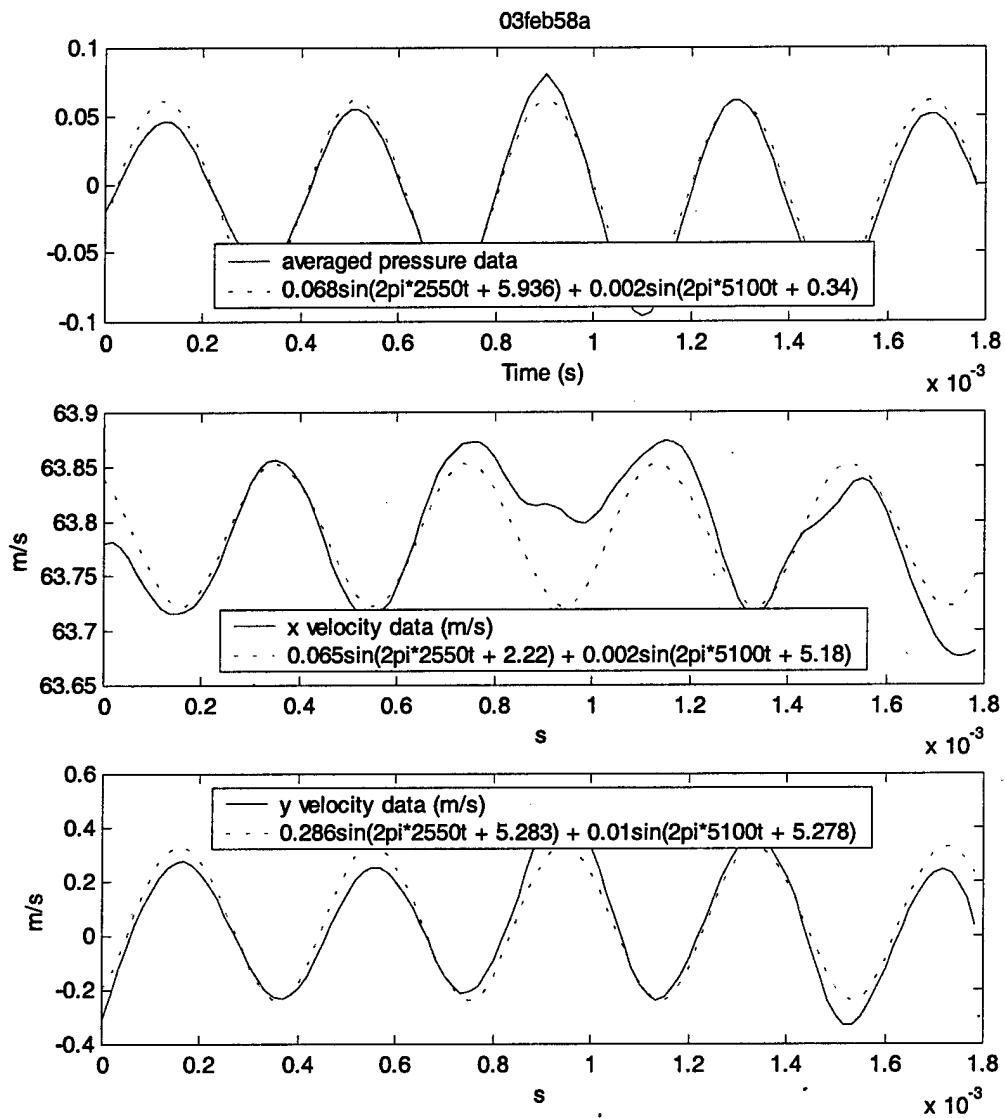 03feb58a
0.1
0.05
0
-0.05
-0.1
averaged pressure data
0.068sin(2pi*2550t + 5.936) + 0.002sin(2pi*5100t + 0.34)
0 0.2 0.4 0.6 0.8 1 1.2 1.4 1.6 1.8
Time (s)
x 10^-3
63.9
63.85
63.8
63.75
63.7
63.65
m/s
x velocity data (m/s)
0.065sin(2pi*2550t + 2.22) + 0.002sin(2pi*5100t + 5.18)
0 0.2 0.4 0.6 0.8 1 1.2 1.4 1.6 1.8
s
x 10^-3
0.6
0.4
0.2
0
-0.2
-0.4
m/s
y velocity data (m/s)
0.286sin(2pi*2550t + 5.283) + 0.01sin(2pi*5100t + 5.278)
0 0.2 0.4 0.6 0.8 1 1.2 1.4 1.6 1.8
s
x 10^-3